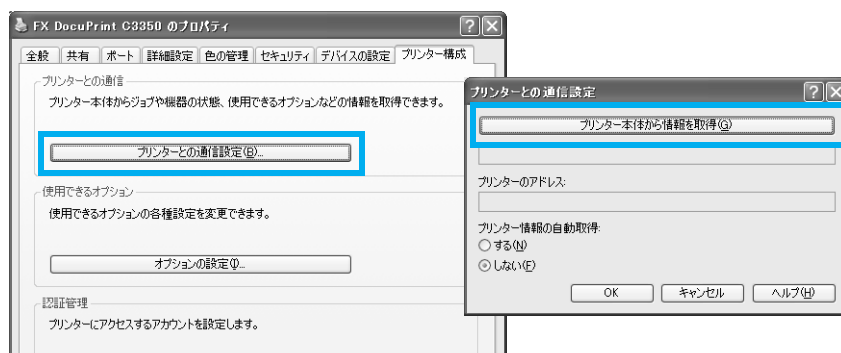 FX DocuPrint C3350 のプロパティ
全般 共有 ポート 詳細設定 色の管理 セキュリティ デバイスの設定 プリンター構成
プリンターとの通信
プリンター本体からジョブや機器の状態、使用できるオプションなどの情報を取得できます。
プリンターとの通信設定(B)...
使用できるオプション
使用できるオプションの各種設定を変更できます。
オプションの設定(I)...
認証管理
プリンターにアクセスするアカウントを設定します。
プリンターとの通信設定
プリンター本体から情報を取得(G)
プリンターのアドレス:
プリンター情報の自動取得:
する(N)
しない(F)
OK キャンセル ヘルプ(H)